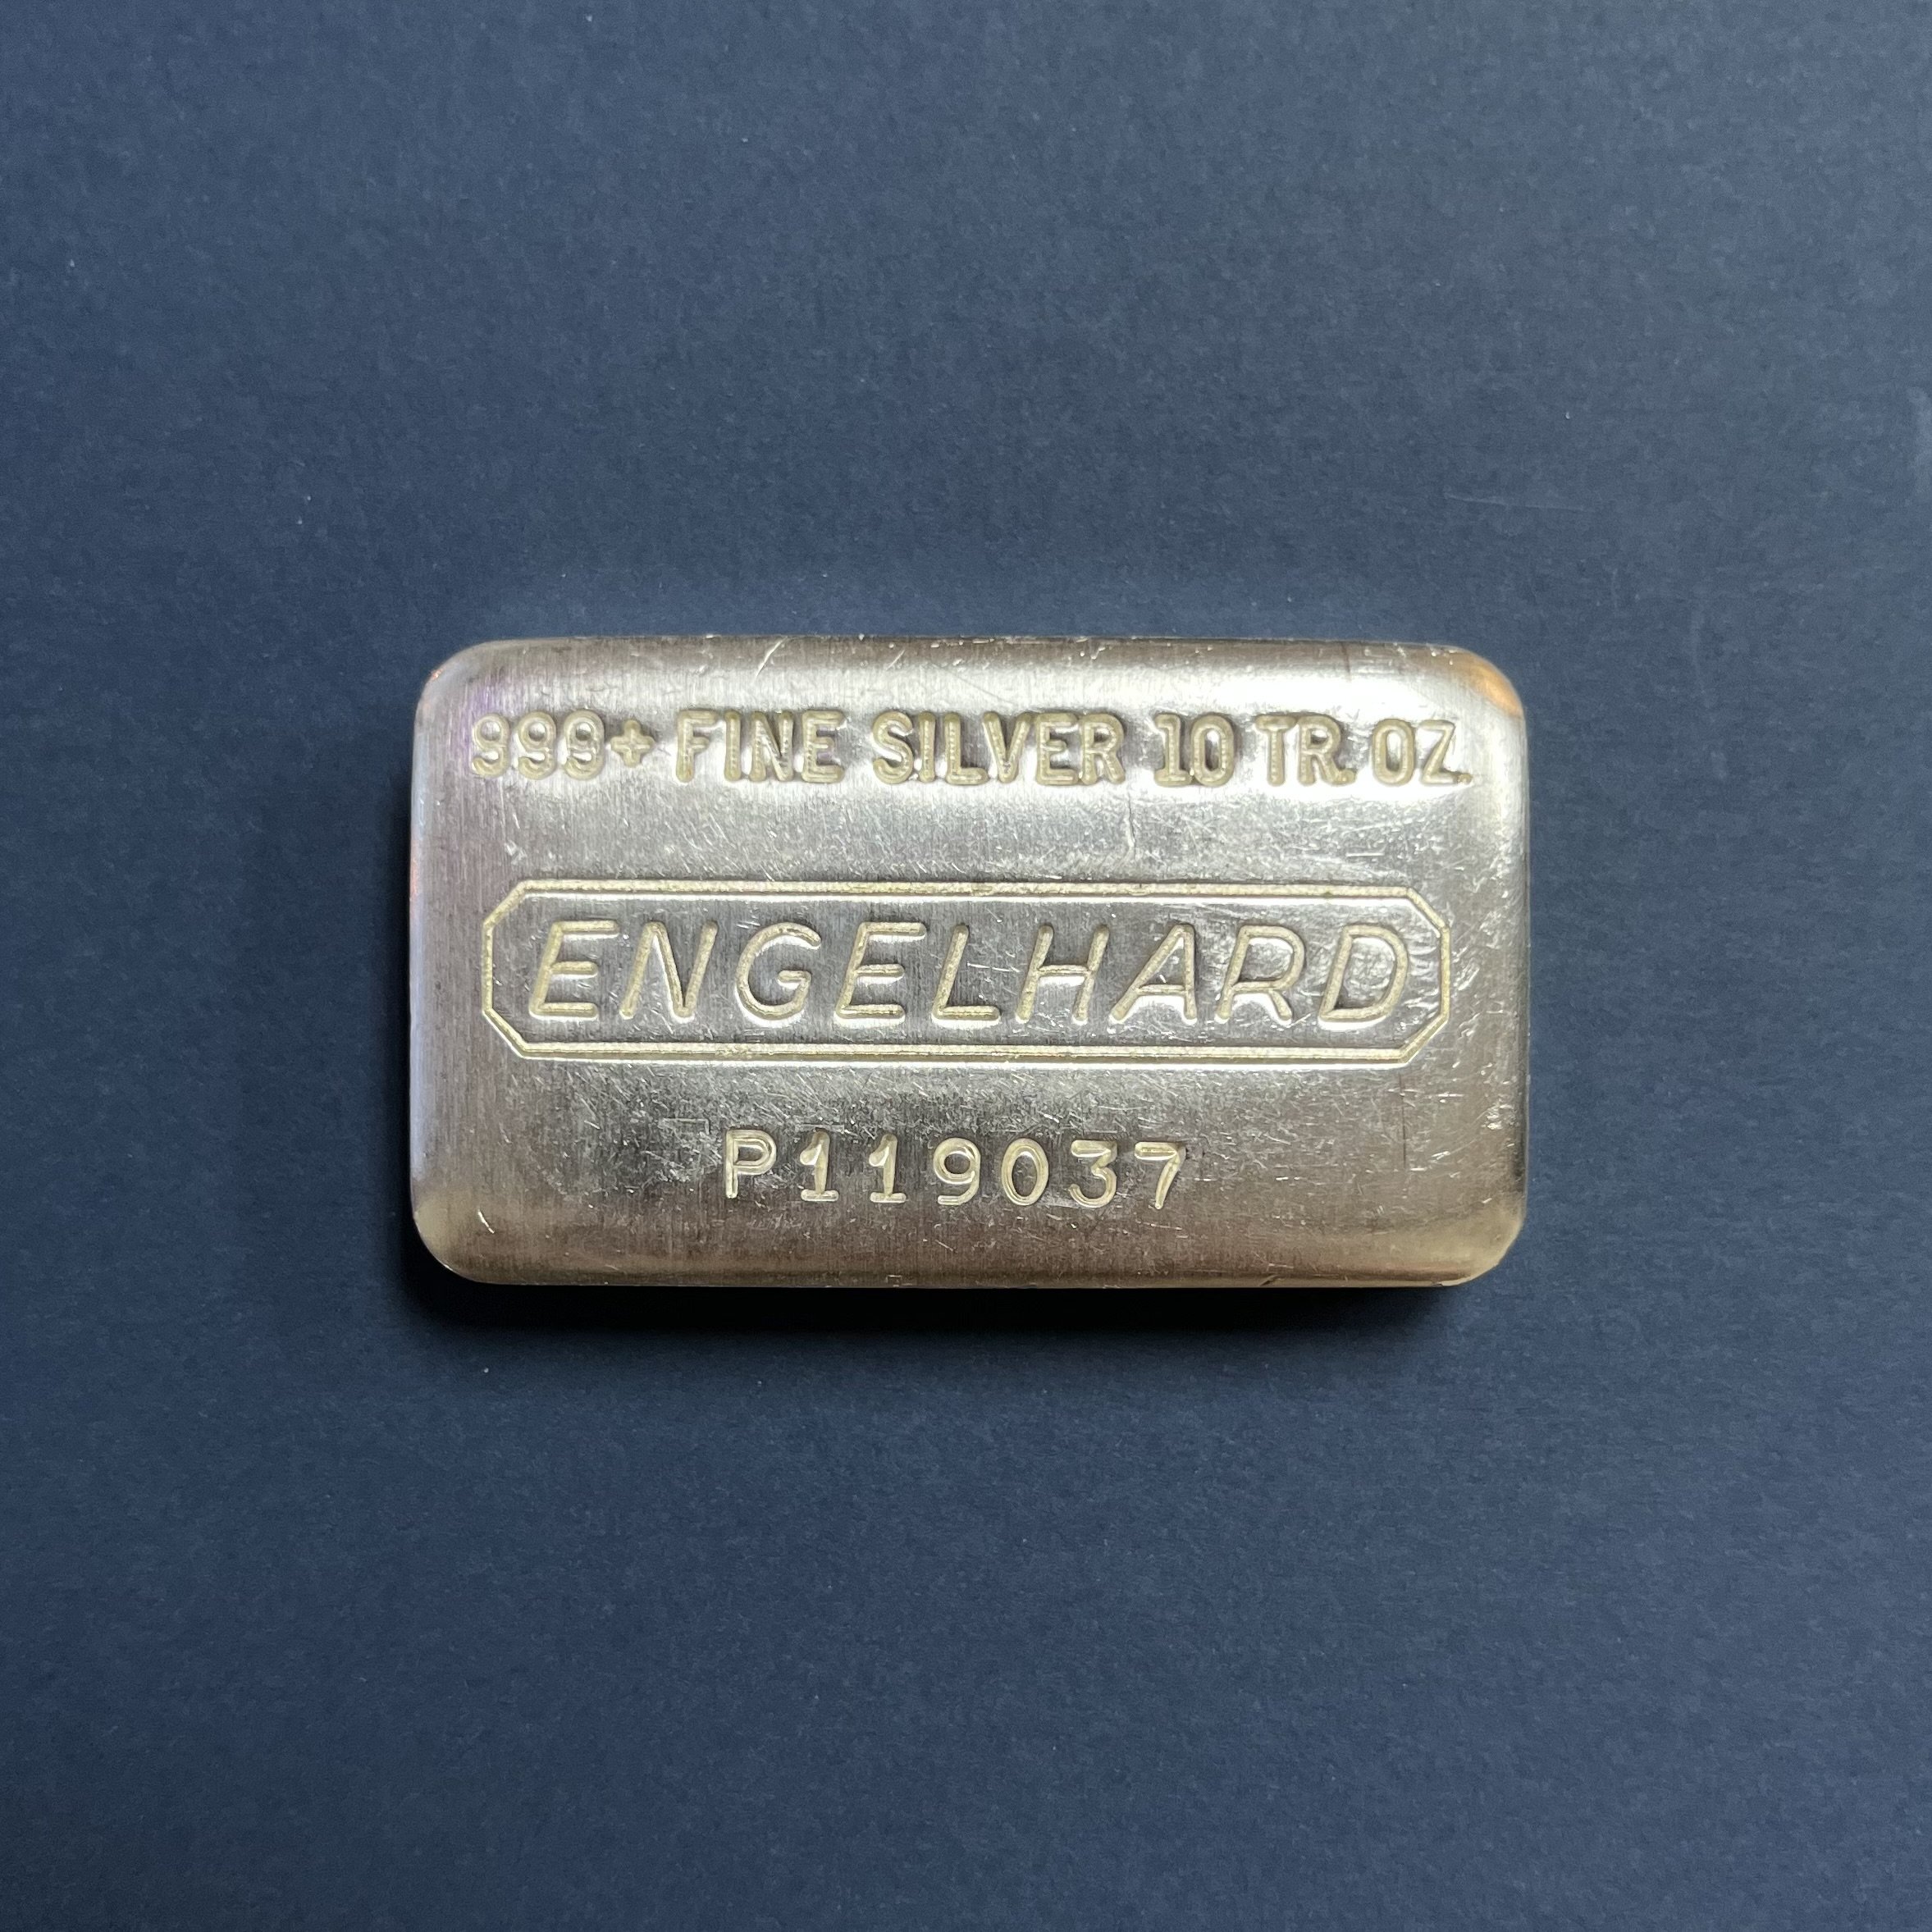 999+ FINE SILVER 10 TR. OZ.
ENGELHARD
P119037